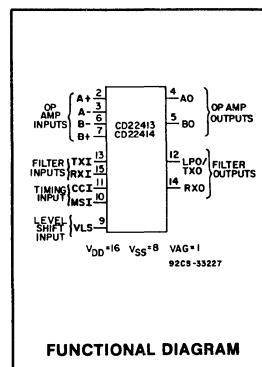 OP AMP INPUTS
A+ 2
A- 3
B- 6
B+ 7
CD22413
CD22414
4 AO
5 BO
OP AMP OUTPUTS
FILTER INPUTS
TXI 13
RXI 15
TIMING INPUT
CCI 11
MSI 10
LEVEL SHIFT INPUT
VLS 9
12 LPO/TXO
14 RXO
FILTER OUTPUTS
VDD=16 VSS=8 VAG=1
92CS-33227
FUNCTIONAL DIAGRAM